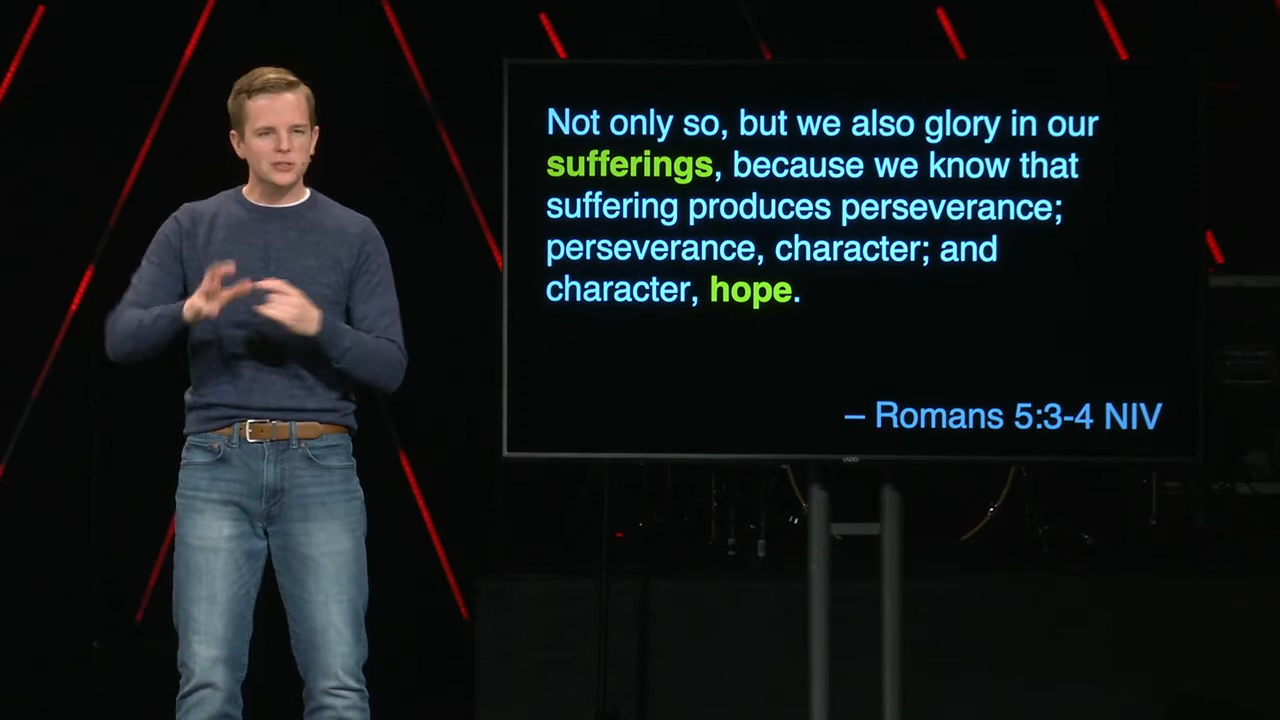 Not only so, but we also glory in our
sufferings, because we know that
suffering produces perseverance;
perseverance, character; and
character, hope.
– Romans 5:3-4 NIV
VIZIO